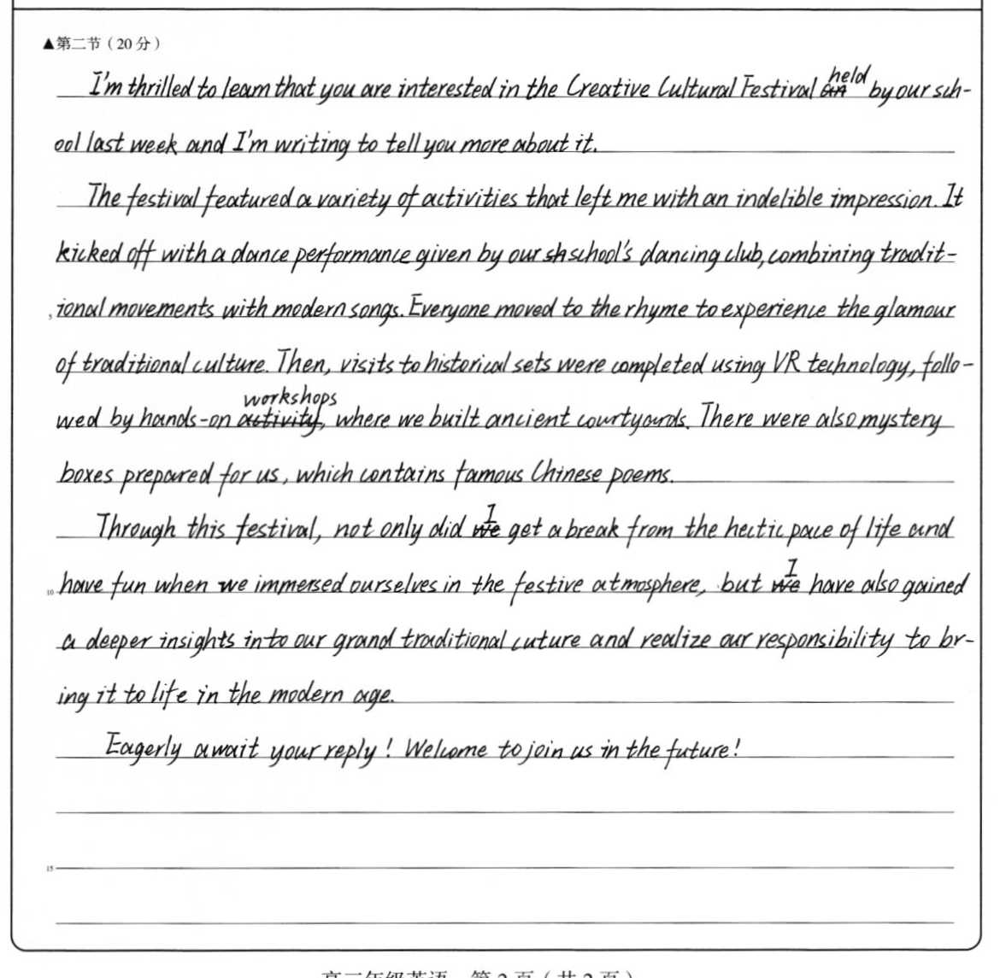 ▲第二节（20分）
I'm thrilled to learn that you are interested in the Creative Cultural Festival held by our sch-
ool last week and I'm writing to tell you more about it.
The festival featured a variety of activities that left me with an indelible impression. It
kicked off with a dance performance given by our school's dancing club, combining tradit-
5 ional movements with modern songs. Everyone moved to the rhyme to experience the glamour
of traditional culture. Then, visits to historical sets were completed using VR technology, follo-
wed by hands-on workshops, where we built ancient courtyards. There were also mystery
boxes prepared for us, which contains famous Chinese poems.
Through this festival, not only did I get a break from the hectic pace of life and
10 have fun when we immersed ourselves in the festive atmosphere, but I have also gained
a deeper insights into our grand traditional cuture and realize our responsibility to br-
ing it to life in the modern age.
Eagerly await your reply! Welcome to join us in the future!
15